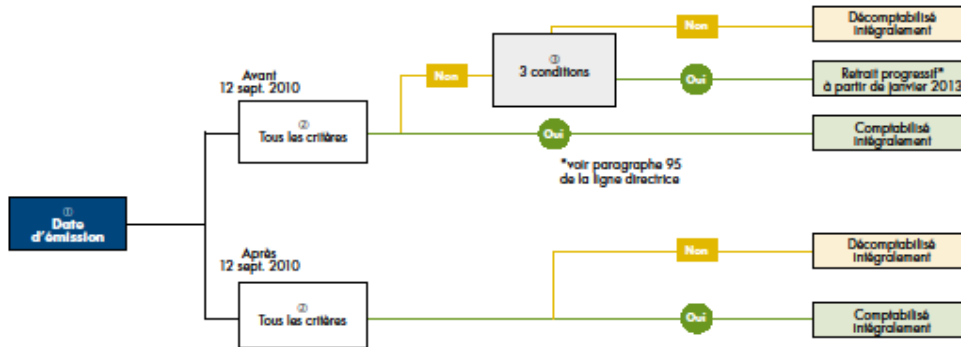 Non
Décomptabilisé
intégralement
Avant
12 sept. 2010
Non
③
3 conditions
Oui
Retrait progressif*
à partir de janvier 2013
②
Tous les critères
Oui
Comptabilisé
intégralement
*voir paragraphe 95
de la ligne directrice
①
Date
d'émission
Après
12 sept. 2010
Non
Décomptabilisé
intégralement
②
Tous les critères
Oui
Comptabilisé
intégralement